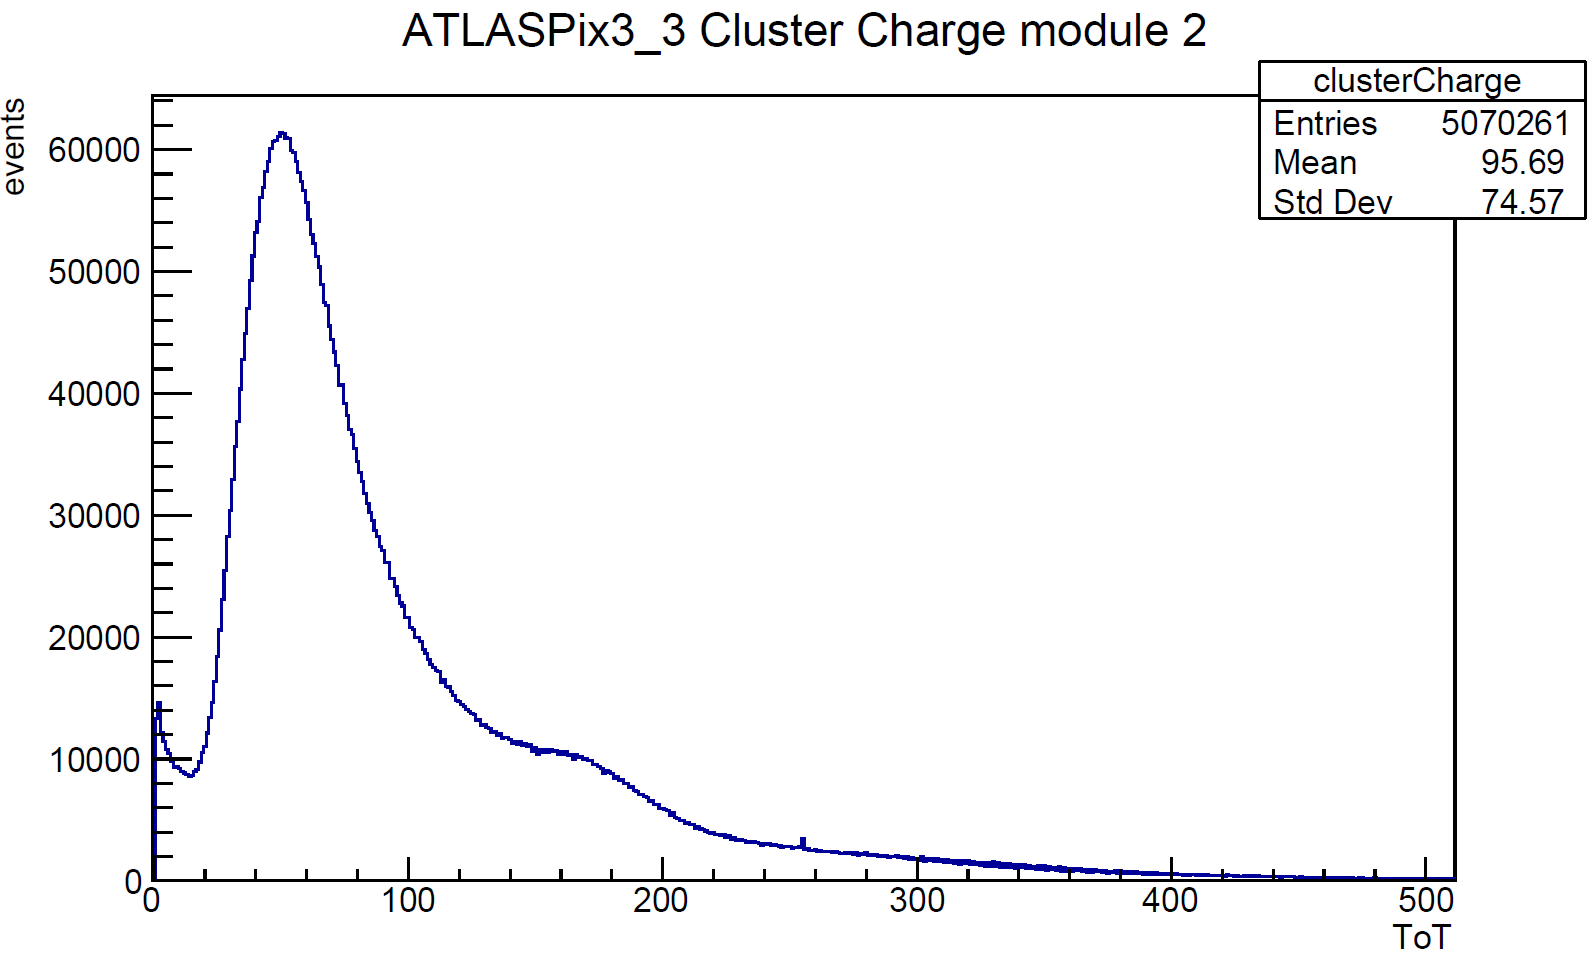 ATLASPix3_3 Cluster Charge module 2
clusterCharge
Entries 5070261
Mean 95.69
Std Dev 74.57
events
60000
50000
40000
30000
20000
10000
0
0 100 200 300 400 500
ToT